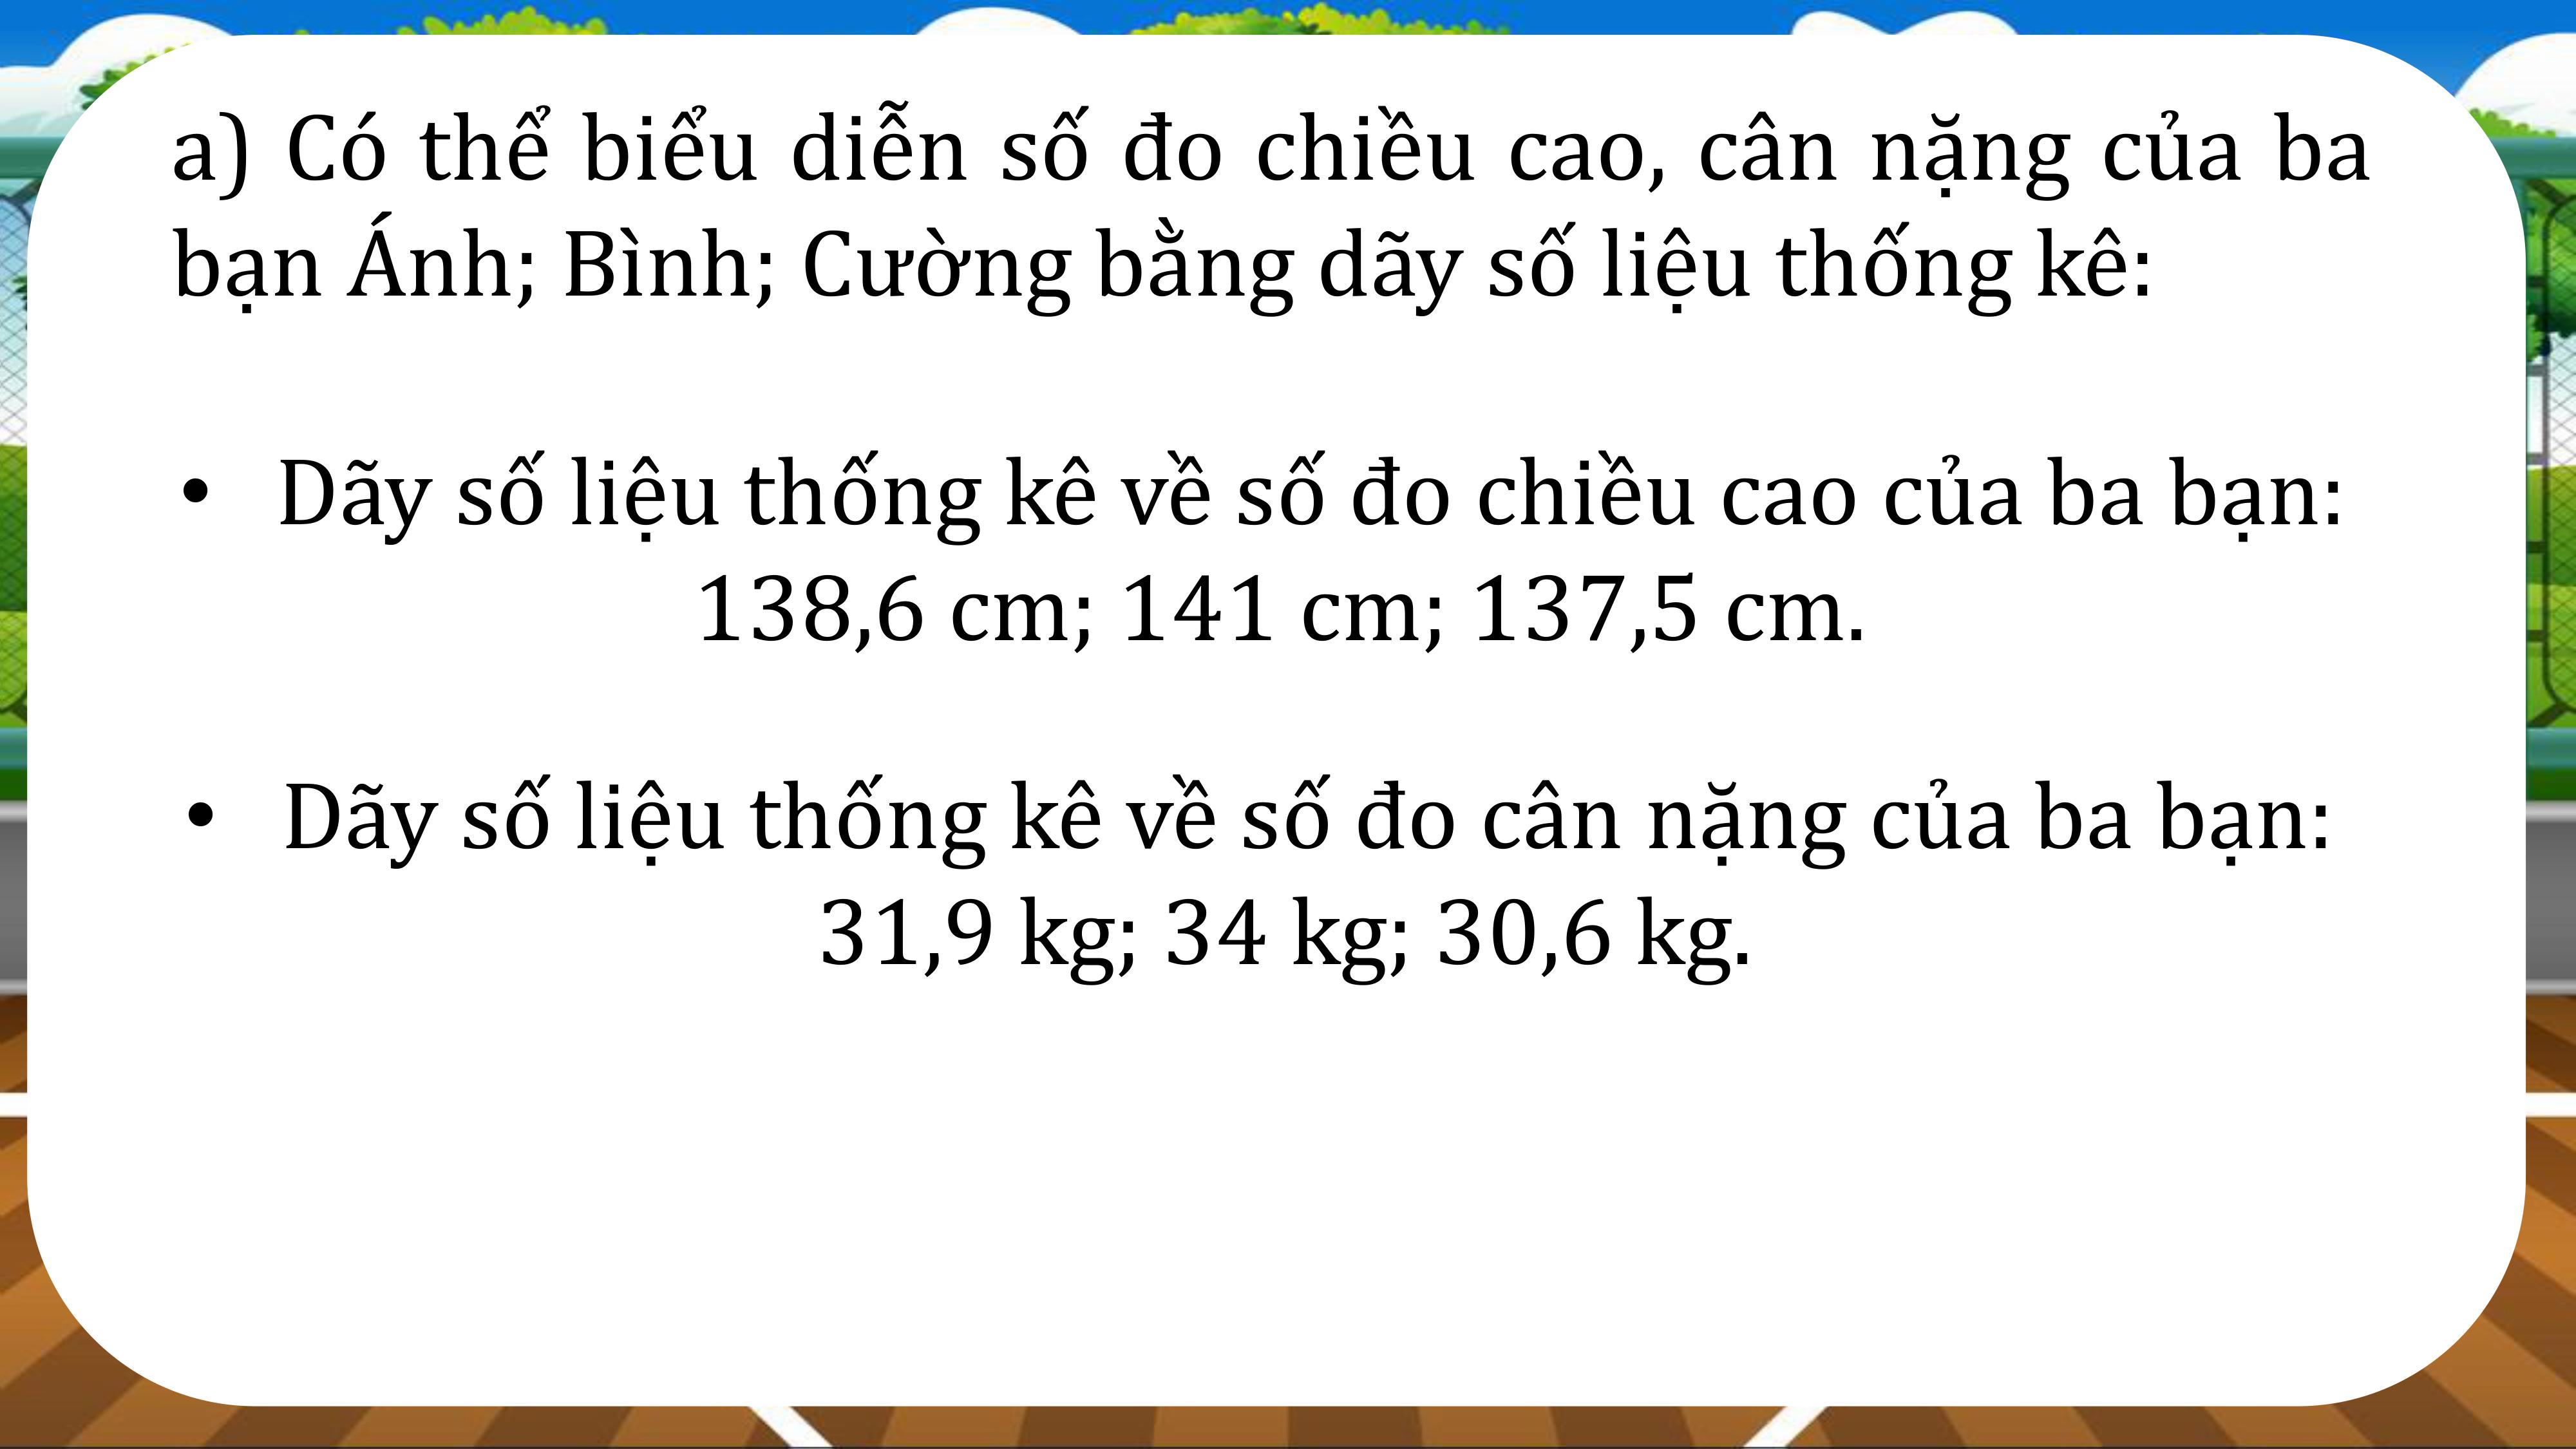 a) Có thể biểu diễn số đo chiều cao, cân nặng của ba
bạn Ánh; Bình; Cường bằng dãy số liệu thống kê:
• Dãy số liệu thống kê về số đo chiều cao của ba bạn:
138,6 cm; 141 cm; 137,5 cm.
• Dãy số liệu thống kê về số đo cân nặng của ba bạn:
31,9 kg; 34 kg; 30,6 kg.